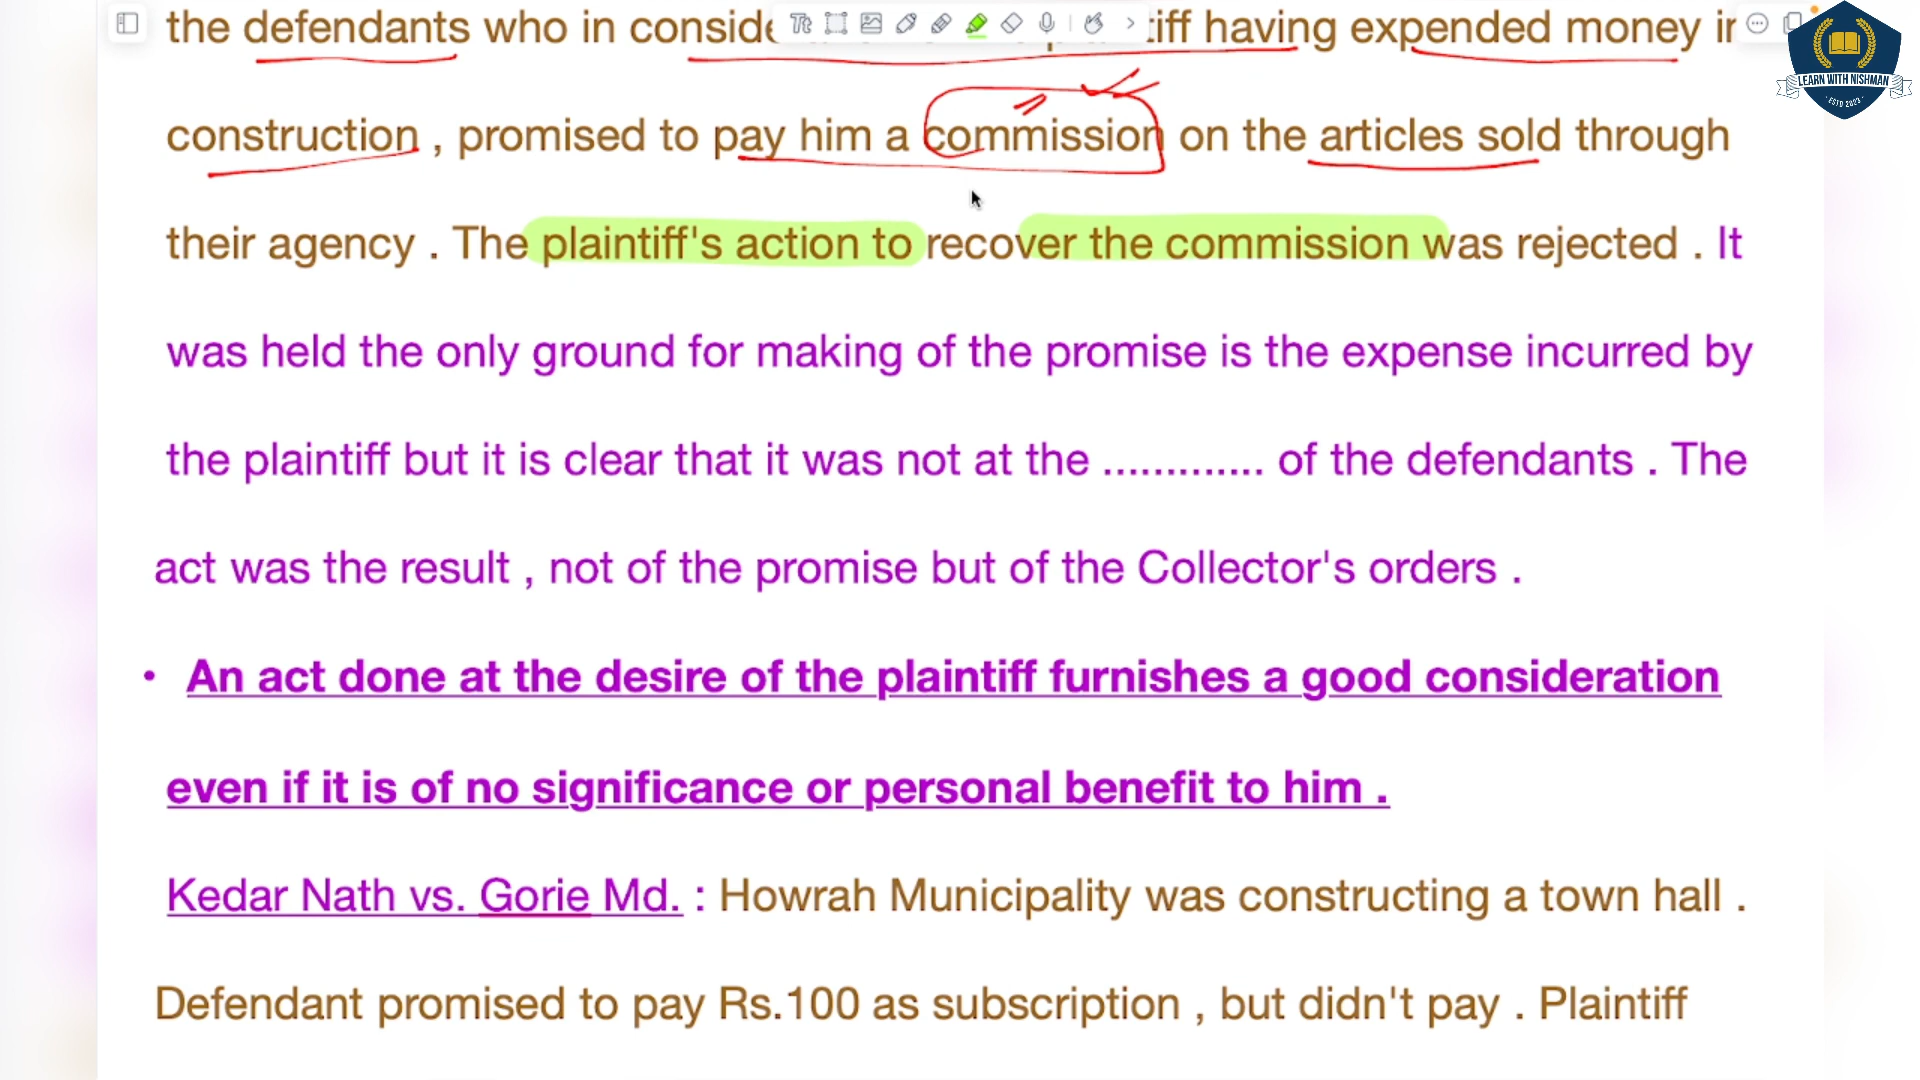 the defendants who in conside tiff having expended money in
construction , promised to pay him a commission on the articles sold through
their agency . The plaintiff's action to recover the commission was rejected . It
was held the only ground for making of the promise is the expense incurred by
the plaintiff but it is clear that it was not at the ............. of the defendants . The
act was the result , not of the promise but of the Collector's orders .
• An act done at the desire of the plaintiff furnishes a good consideration
even if it is of no significance or personal benefit to him .
Kedar Nath vs. Gorie Md. : Howrah Municipality was constructing a town hall .
Defendant promised to pay Rs.100 as subscription , but didn't pay . Plaintiff
LEARN WITH NISHMAN